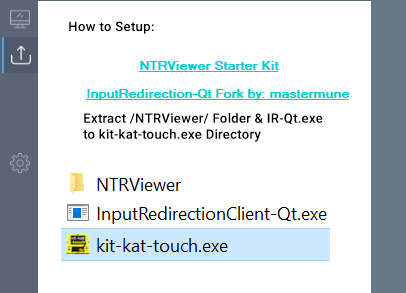 How to Setup:
NTRViewer Starter Kit
InputRedirection-Qt Fork by: mastermune
Extract /NTRViewer/ Folder & IR-Qt.exe
to kit-kat-touch.exe Directory
NTRViewer
InputRedirectionClient-Qt.exe
kit-kat-touch.exe